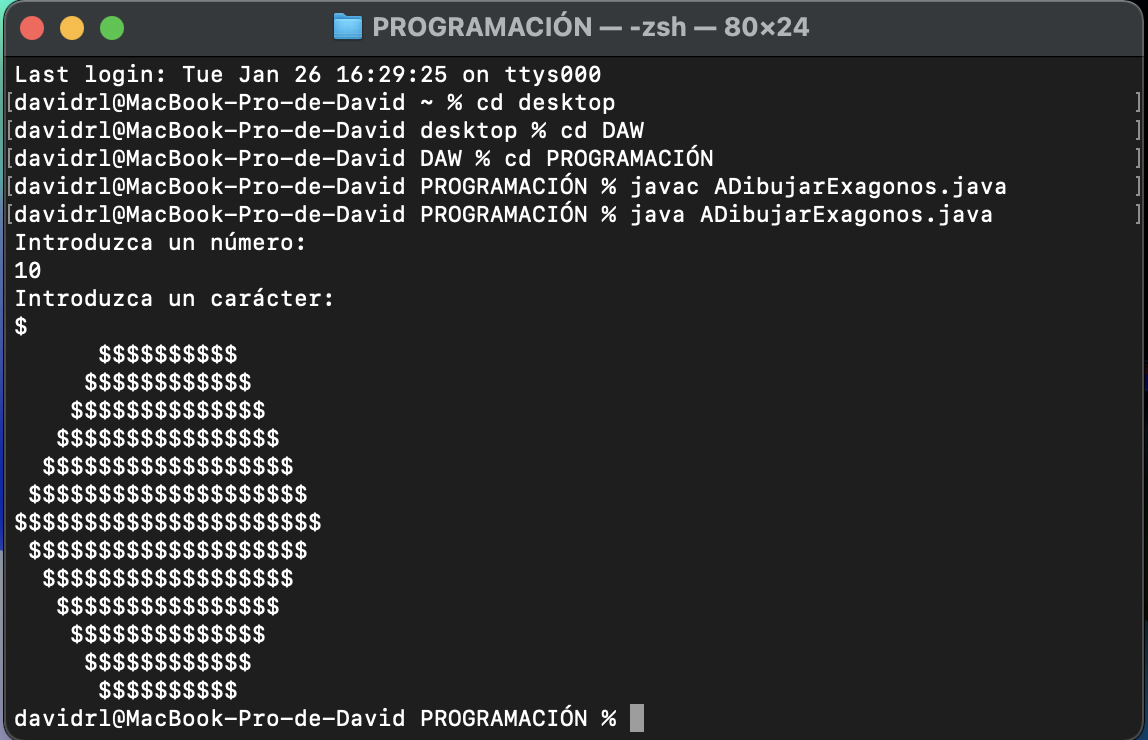 PROGRAMACIÓN — -zsh — 80×24
Last login: Tue Jan 26 16:29:25 on ttys000
[davidrl@MacBook-Pro-de-David ~ % cd desktop ]
[davidrl@MacBook-Pro-de-David desktop % cd DAW ]
[davidrl@MacBook-Pro-de-David DAW % cd PROGRAMACIÓN ]
[davidrl@MacBook-Pro-de-David PROGRAMACIÓN % javac ADibujarExagonos.java ]
[davidrl@MacBook-Pro-de-David PROGRAMACIÓN % java ADibujarExagonos.java ]
Introduzca un número:
10
Introduzca un carácter:
$
      $$$$$$$$$$
     $$$$$$$$$$$$
    $$$$$$$$$$$$$$
   $$$$$$$$$$$$$$$$
  $$$$$$$$$$$$$$$$$$
 $$$$$$$$$$$$$$$$$$$$
$$$$$$$$$$$$$$$$$$$$$$
 $$$$$$$$$$$$$$$$$$$$
  $$$$$$$$$$$$$$$$$$
   $$$$$$$$$$$$$$$$
    $$$$$$$$$$$$$$
     $$$$$$$$$$$$
      $$$$$$$$$$
davidrl@MacBook-Pro-de-David PROGRAMACIÓN %